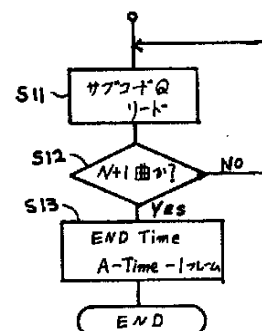 S11
サブコードQ
リード
S12
N+1曲か?
NO
Yes
S13
END Time
A-Time-1フレーム
END